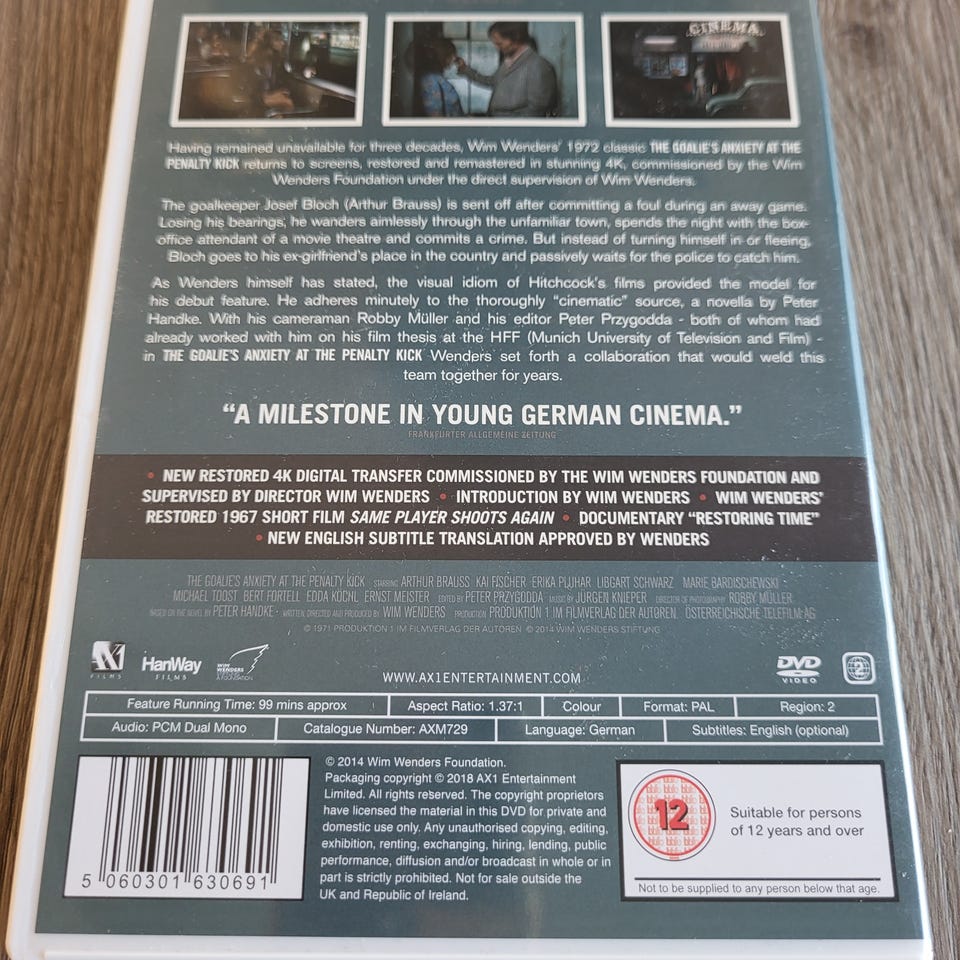 CINEMA
Having remained unavailable for three decades, Wim Wenders' 1972 classic THE GOALIE'S ANXIETY AT THE
PENALTY KICK returns to screens, restored and remastered in stunning 4K, commissioned by the Wim
Wenders Foundation under the direct supervision of Wim Wenders.
The goalkeeper Josef Bloch (Arthur Brauss) is sent off after committing a foul during an away game.
Losing his bearings, he wanders aimlessly through the unfamiliar town, spends the night with the box-
office attendant of a movie theatre and commits a crime. But instead of turning himself in or fleeing,
Bloch goes to his ex-girlfriend's place in the country and passively waits for the police to catch him.
As Wenders himself has stated, the visual idiom of Hitchcock's films provided the model for
his debut feature. He adheres minutely to the thoroughly "cinematic" source, a novella by Peter
Handke. With his cameraman Robby Müller and his editor Peter Przygodda - both of whom had
already worked with him on his film thesis at the HFF (Munich University of Television and Film) -
in THE GOALIE'S ANXIETY AT THE PENALTY KICK Wenders set forth a collaboration that would weld this
team together for years.
"A MILESTONE IN YOUNG GERMAN CINEMA."
FRANKFURTER ALLGEMEINE ZEITUNG
• NEW RESTORED 4K DIGITAL TRANSFER COMMISSIONED BY THE WIM WENDERS FOUNDATION AND
SUPERVISED BY DIRECTOR WIM WENDERS • INTRODUCTION BY WIM WENDERS • WIM WENDERS'
RESTORED 1967 SHORT FILM SAME PLAYER SHOOTS AGAIN • DOCUMENTARY "RESTORING TIME"
• NEW ENGLISH SUBTITLE TRANSLATION APPROVED BY WENDERS
THE GOALIE'S ANXIETY AT THE PENALTY KICK STARRING ARTHUR BRAUSS KAI FISCHER ERIKA PLUHAR LIBGART SCHWARZ MARIE BARDISCHEWSKI
MICHAEL TOOST BERT FORTELL EDDA KÖCHL ERNST MEISTER EDITED BY PETER PRZYGODDA MUSIC BY JÜRGEN KNIEPER DIRECTOR OF PHOTOGRAPHY ROBBY MÜLLER
BASED ON THE NOVEL BY PETER HANDKE • WRITTEN, DIRECTED AND PRODUCED BY WIM WENDERS PRODUCTION PRODUKTION 1 IM FILMVERLAG DER AUTOREN ÖSTERREICHISCHE TELEFILM AG
© 1971 PRODUKTION 1 IM FILMVERLAG DER AUTOREN © 2014 WIM WENDERS STIFTUNG
AX1
FILMS
HanWay
FILMS
WIM
WENDERS
A FOUNDATION
WWW.AX1ENTERTAINMENT.COM
DVD
VIDEO
2
Feature Running Time: 99 mins approx
Aspect Ratio: 1.37:1
Colour
Format: PAL
Region: 2
Audio: PCM Dual Mono
Catalogue Number: AXM729
Language: German
Subtitles: English (optional)
5 060301 630691
© 2014 Wim Wenders Foundation.
Packaging copyright © 2018 AX1 Entertainment
Limited. All rights reserved. The copyright proprietors
have licensed the material in this DVD for private and
domestic use only. Any unauthorised copying, editing,
exhibition, renting, exchanging, hiring, lending, public
performance, diffusion and/or broadcast in whole or in
part is strictly prohibited. Not for sale outside the
UK and Republic of Ireland.
12
Suitable for persons
of 12 years and over
Not to be supplied to any person below that age.